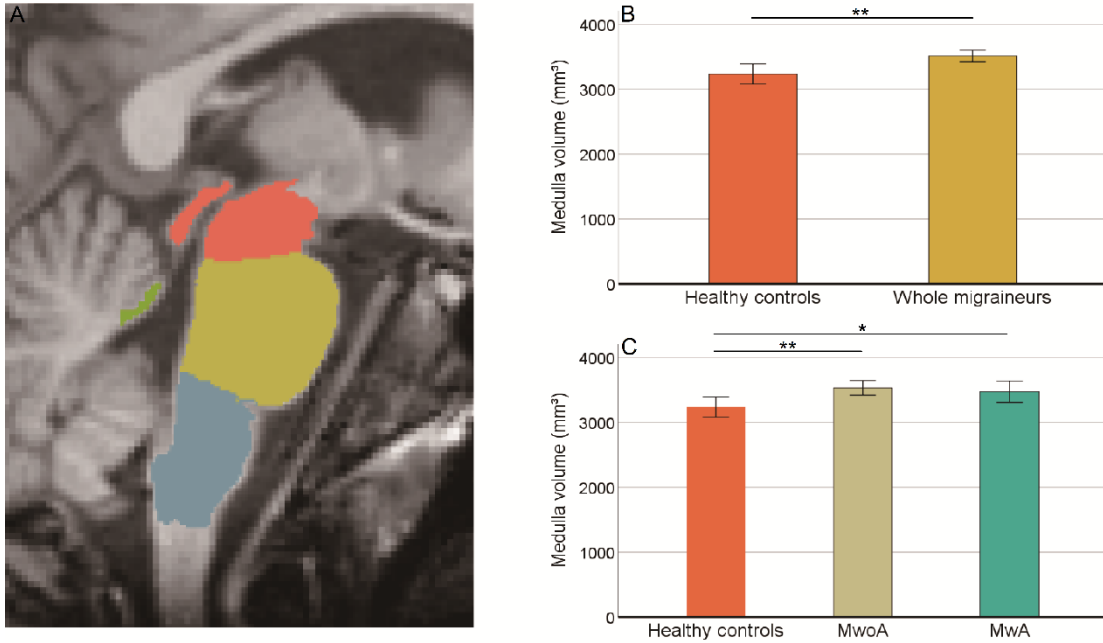 A
B
**
Medulla volume (mm³)
4000
3000
2000
1000
0
Healthy controls
Whole migraineurs
C
*
**
Medulla volume (mm³)
4000
3000
2000
1000
0
Healthy controls
MwoA
MwA